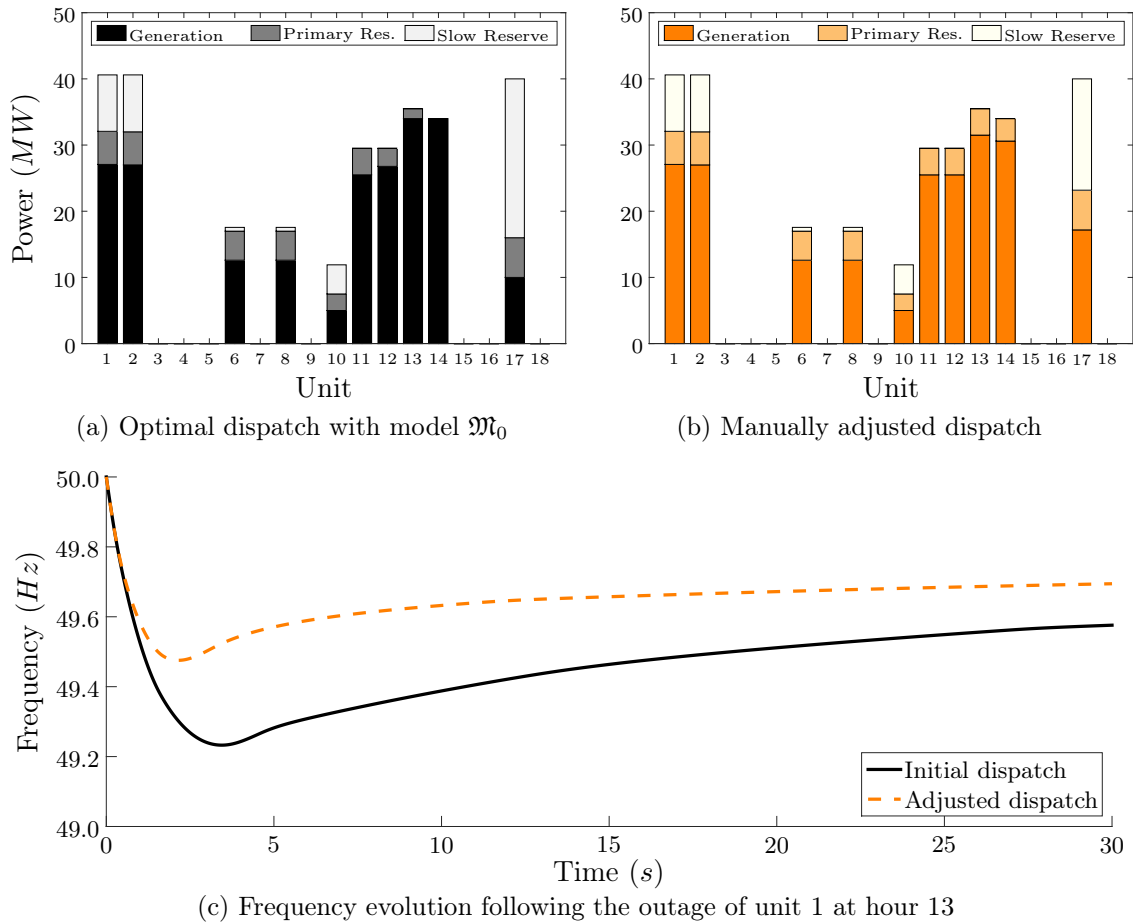 50
40
30
20
10
0
Power (MW)
Generation Primary Res. Slow Reserve
1 2 3 4 5 6 7 8 9 10 11 12 13 14 15 16 17 18
Unit
(a) Optimal dispatch with model 𝔐₀
50
40
30
20
10
0
Generation Primary Res. Slow Reserve
1 2 3 4 5 6 7 8 9 10 11 12 13 14 15 16 17 18
Unit
(b) Manually adjusted dispatch
50.0
49.8
49.6
49.4
49.2
49.0
Frequency (Hz)
Initial dispatch
Adjusted dispatch
0 5 10 15 20 25 30
Time (s)
(c) Frequency evolution following the outage of unit 1 at hour 13